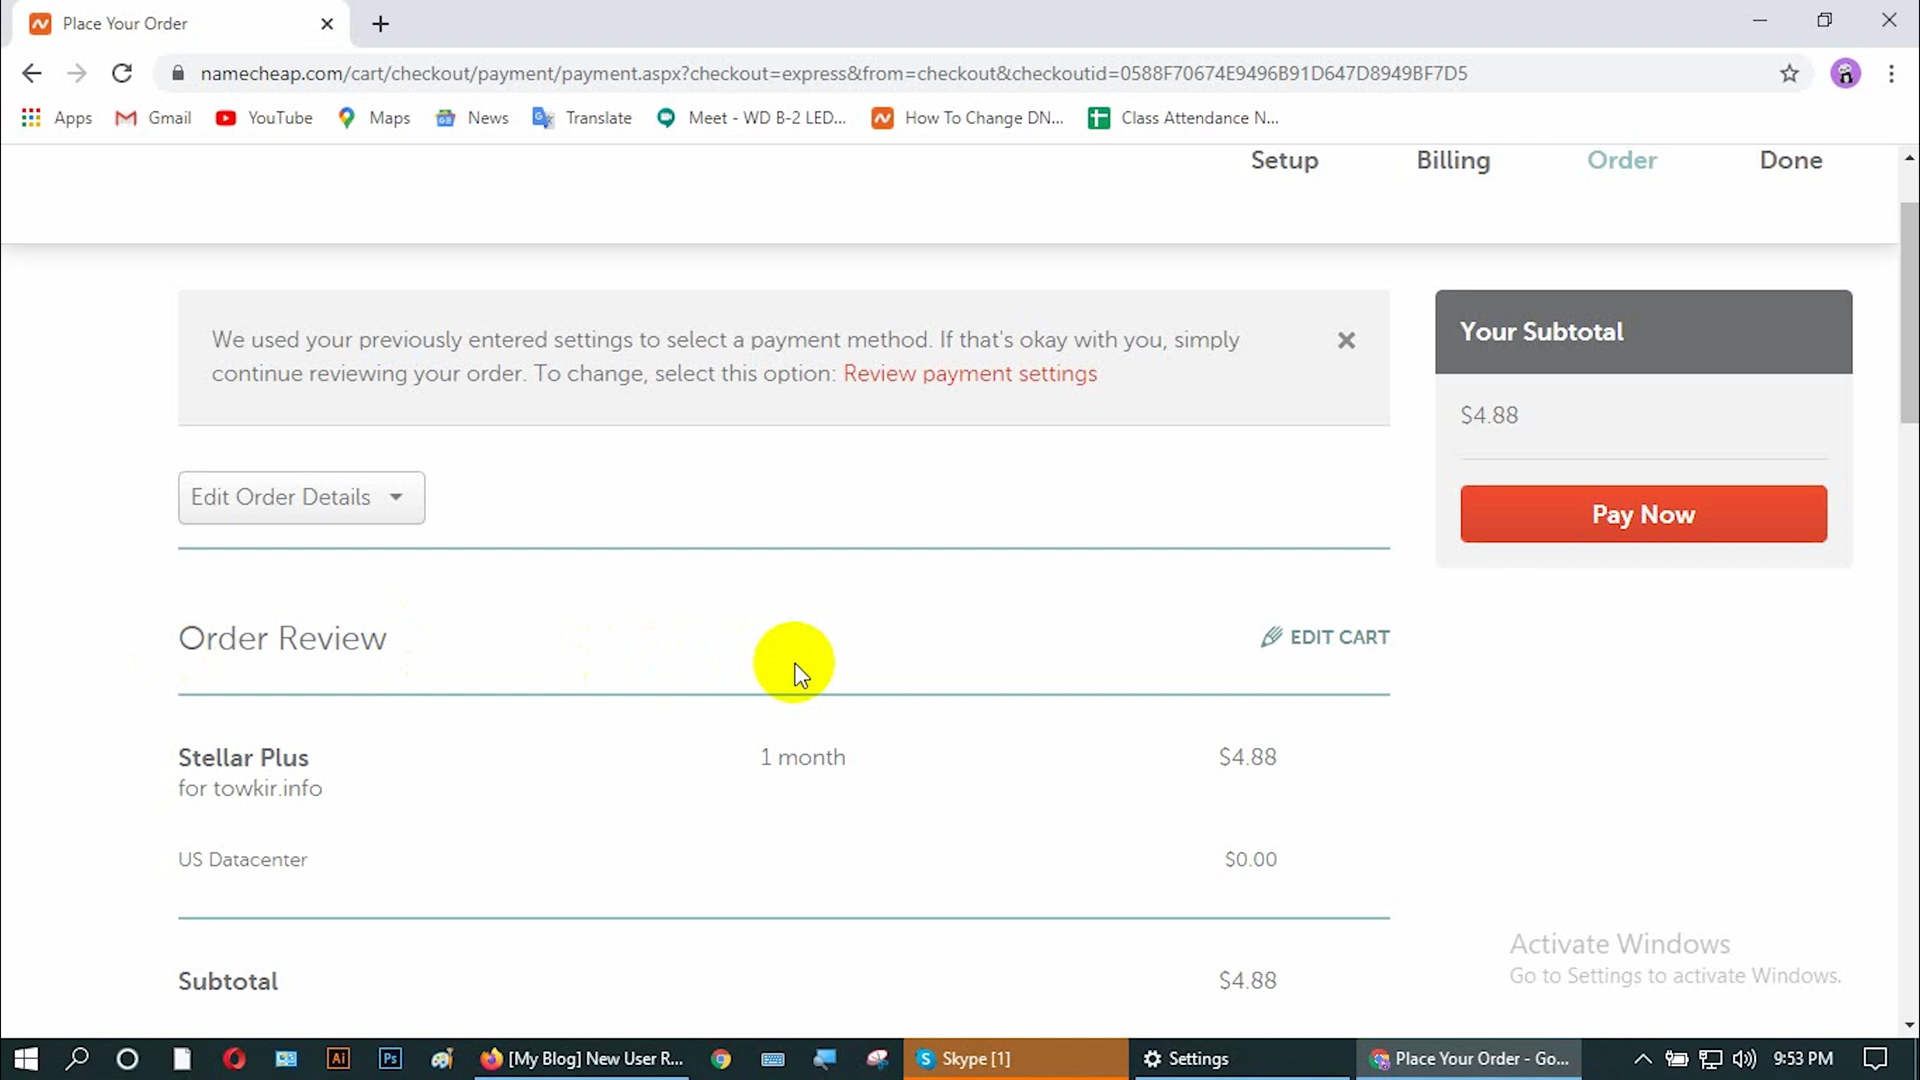 Place Your Order
namecheap.com/cart/checkout/payment/payment.aspx?checkout=express&from=checkout&checkoutid=0588F70674E9496B91D647D8949BF7D5
Apps Gmail YouTube Maps News Translate Meet - WD B-2 LED... How To Change DN... Class Attendance N...
Setup Billing Order Done
We used your previously entered settings to select a payment method. If that's okay with you, simply
continue reviewing your order. To change, select this option: Review payment settings
Your Subtotal
$4.88
Pay Now
Edit Order Details
Order Review EDIT CART
Stellar Plus 1 month $4.88
for towkir.info
US Datacenter $0.00
Subtotal $4.88
Activate Windows
Go to Settings to activate Windows.
Ai Ps [My Blog] New User R... Skype [1] Settings Place Your Order - Go... 9:53 PM